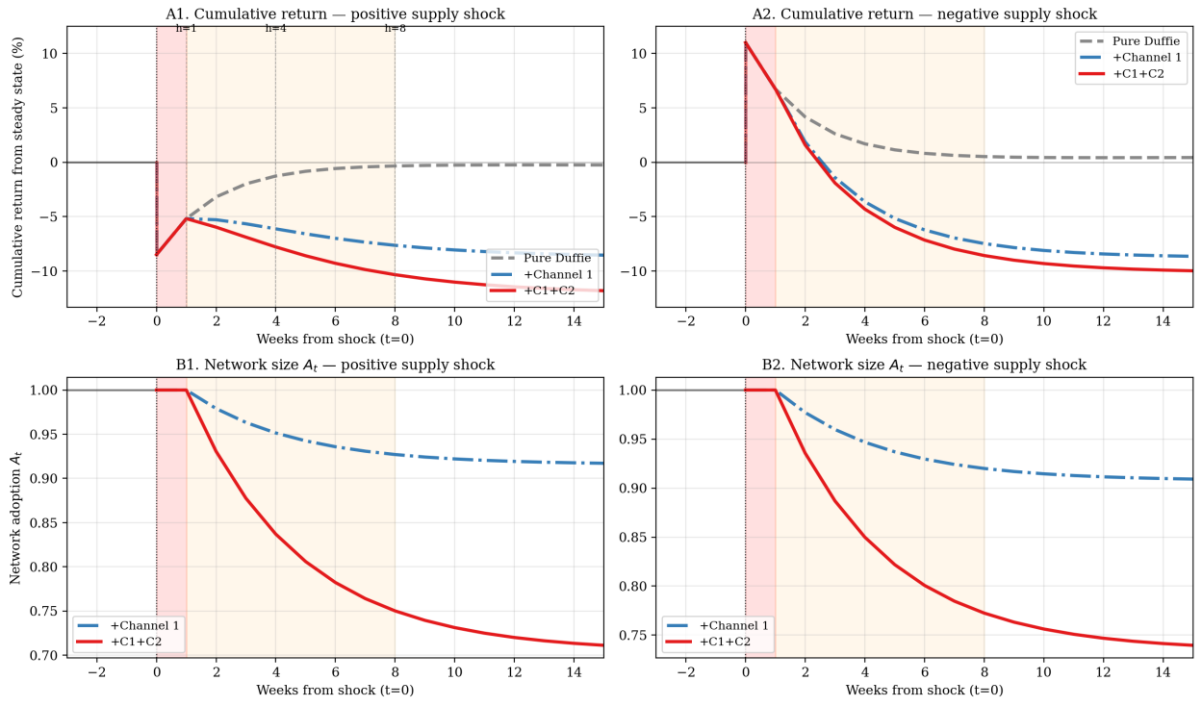 A1. Cumulative return — positive supply shock
h=1 h=4 h=8
Cumulative return from steady state (%)
10
5
0
−5
−10
Pure Duffie
+Channel 1
+C1+C2
−2 0 2 4 6 8 10 12 14
Weeks from shock (t=0)
A2. Cumulative return — negative supply shock
10
5
0
−5
−10
Pure Duffie
+Channel 1
+C1+C2
−2 0 2 4 6 8 10 12 14
Weeks from shock (t=0)
B1. Network size Aₜ — positive supply shock
Network adoption Aₜ
1.00
0.95
0.90
0.85
0.80
0.75
0.70
+Channel 1
+C1+C2
−2 0 2 4 6 8 10 12 14
Weeks from shock (t=0)
B2. Network size Aₜ — negative supply shock
1.00
0.95
0.90
0.85
0.80
0.75
+Channel 1
+C1+C2
−2 0 2 4 6 8 10 12 14
Weeks from shock (t=0)